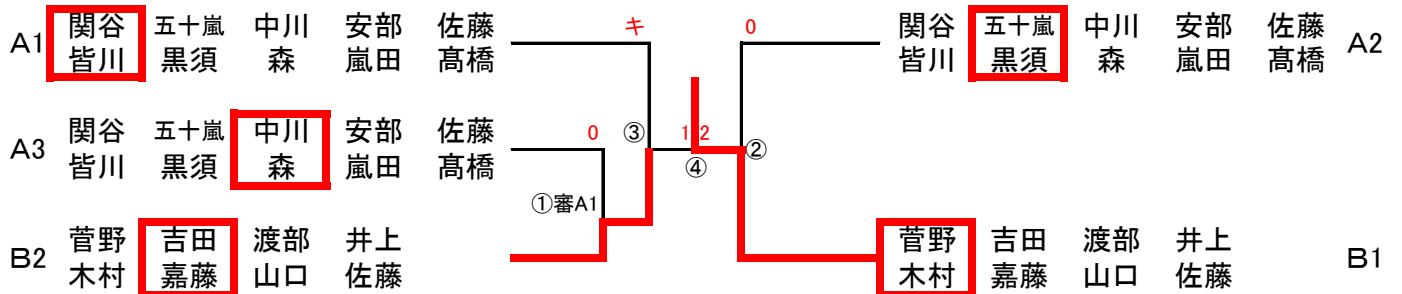 A1 関谷 五十嵐 中川 安部 佐藤 キ 0 関谷 五十嵐 中川 安部 佐藤 A2
皆川 黒須 森 嵐田 髙橋 皆川 黒須 森 嵐田 髙橋
A3 関谷 五十嵐 中川 安部 佐藤 0 ③ 1 2 ②
皆川 黒須 森 嵐田 髙橋 ④
①審A1
B2 菅野 吉田 渡部 井上 菅野 吉田 渡部 井上 B1
木村 嘉藤 山口 佐藤 木村 嘉藤 山口 佐藤